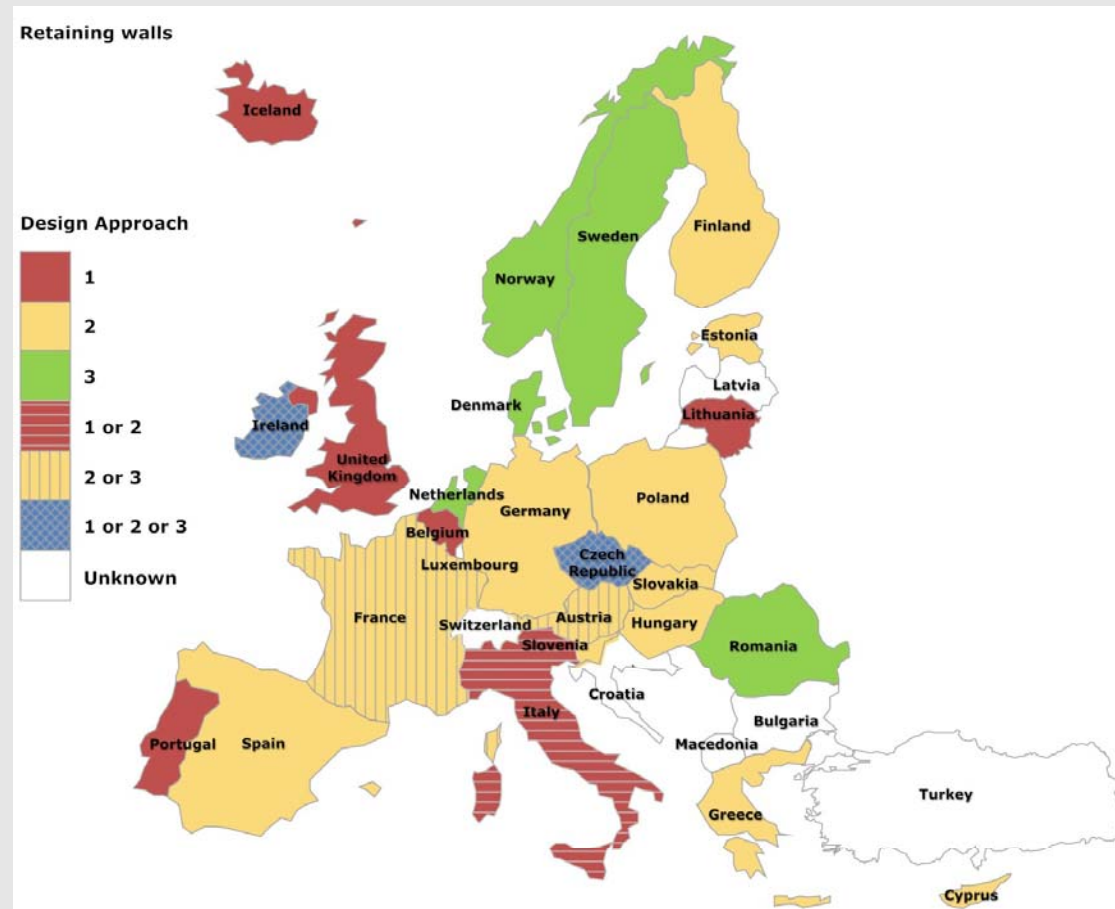 Retaining walls
Iceland
Design Approach
1
2
3
1 or 2
2 or 3
1 or 2 or 3
Unknown
Finland
Sweden
Norway
Estonia
Latvia
Denmark
Lithuania
Ireland
United
Kingdom
Netherlands
Poland
Germany
Belgium
Czech
Republic
Luxembourg
Slovakia
France
Austria
Switzerland
Hungary
Slovenia
Romania
Croatia
Italy
Bulgaria
Portugal
Spain
Macedonia
Turkey
Greece
Cyprus